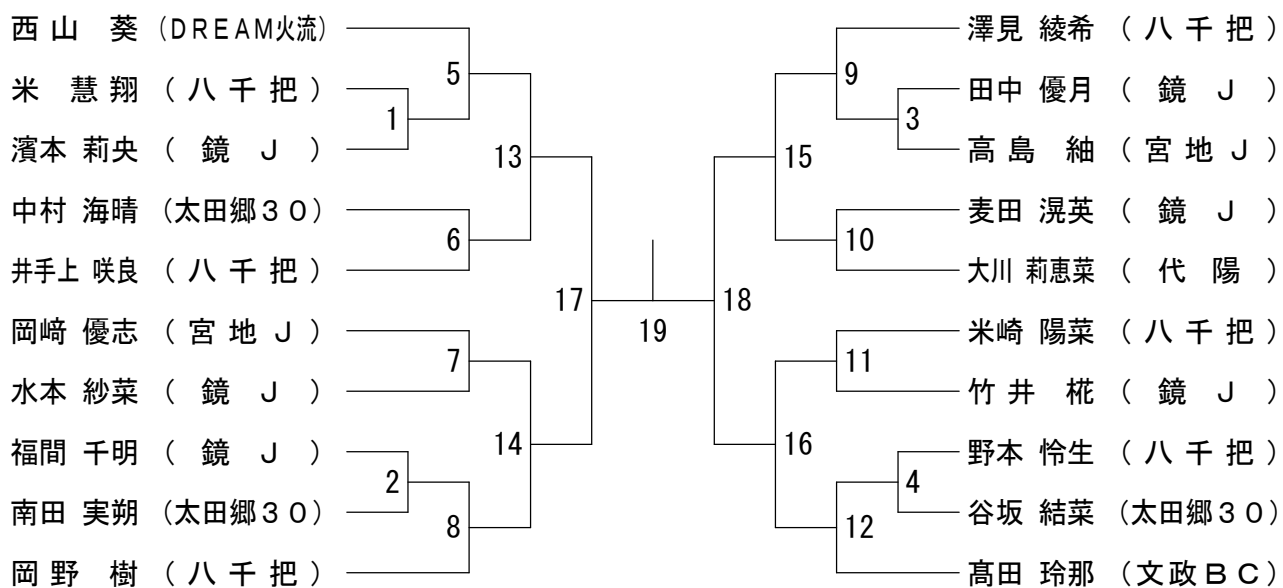 西山 葵 (DREAM火流)
米 慧翔 (八千把)
濱本 莉央 (鏡J)
中村 海晴 (太田郷30)
井手上 咲良 (八千把)
岡﨑 優志 (宮地J)
水本 紗菜 (鏡J)
福間 千明 (鏡J)
南田 実朔 (太田郷30)
岡野 樹 (八千把)
1
2
5
6
7
8
13
14
17
19
18
15
16
9
10
11
12
3
4
澤見 綾希 (八千把)
田中 優月 (鏡J)
高島 紬 (宮地J)
麦田 滉英 (鏡J)
大川 莉恵菜 (代陽)
米崎 陽菜 (八千把)
竹井 椛 (鏡J)
野本 怜生 (八千把)
谷坂 結菜 (太田郷30)
髙田 玲那 (文政BC)